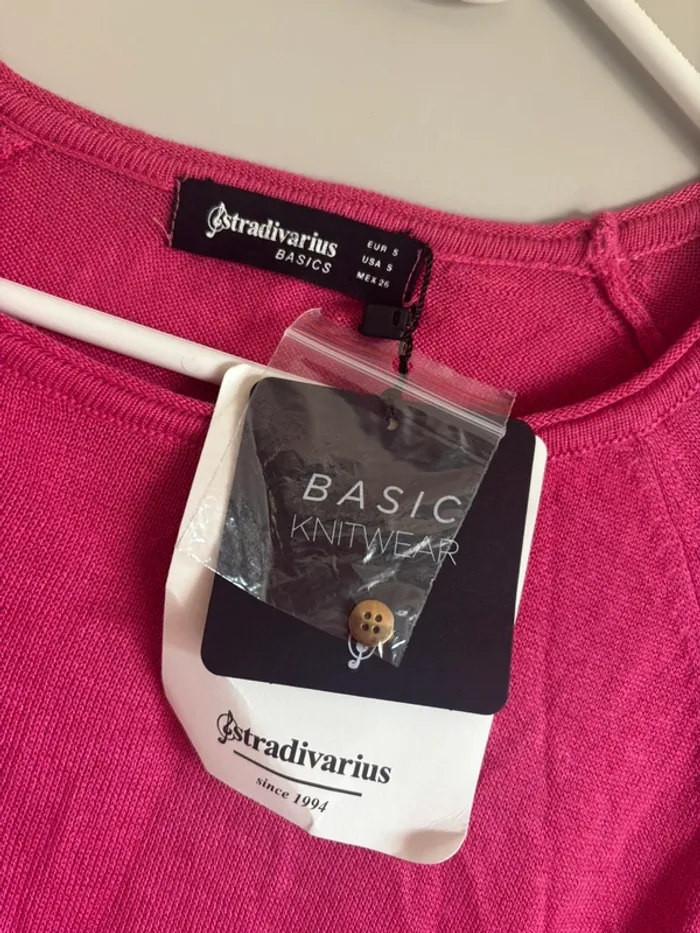 stradivarius
BASICS
EUR S
USA S
MEX 26
BASIC
KNITWEAR
stradivarius
since 1994